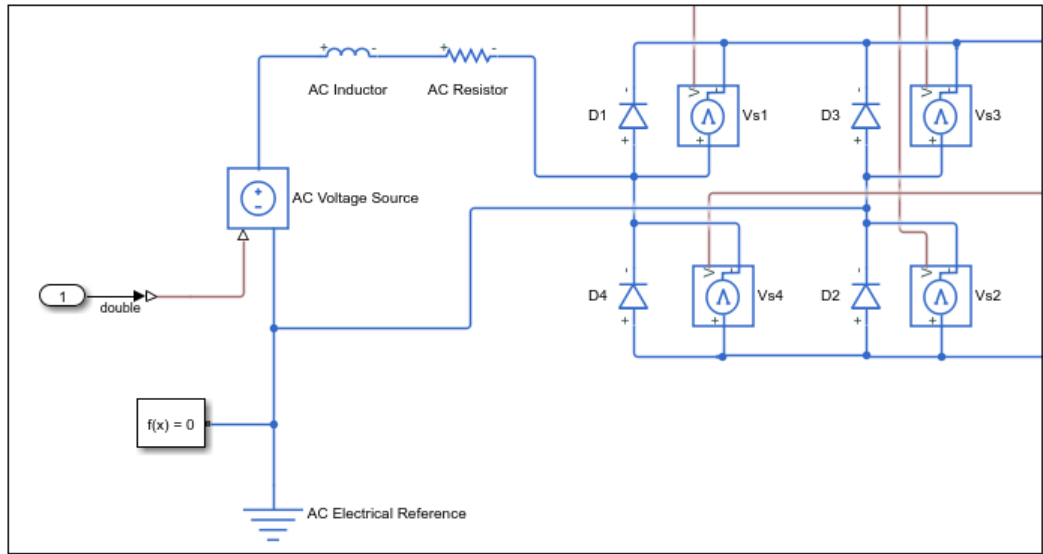 AC Inductor
AC Resistor
D1
Vs1
D3
Vs3
AC Voltage Source
1
double
D4
Vs4
D2
Vs2
f(x) = 0
AC Electrical Reference